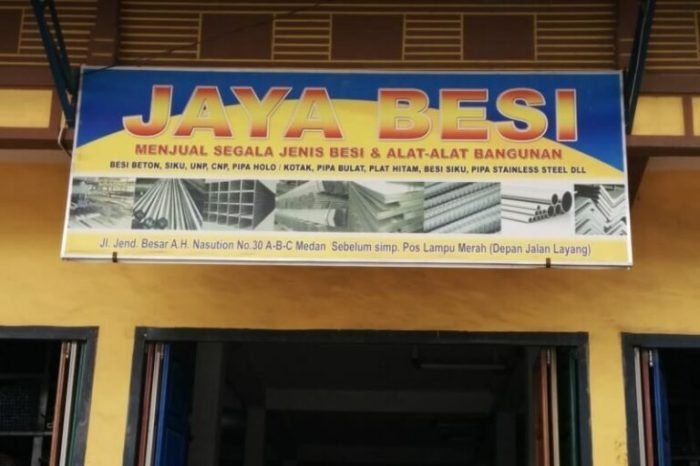 JAYA BESI
MENJUAL SEGALA JENIS BESI & ALAT-ALAT BANGUNAN
BESI BETON, SIKU, UNP, CNP, PIPA HOLO / KOTAK, PIPA BULAT, PLAT HITAM, BESI SIKU, PIPA STAINLESS STEEL DLL
Jl. Jend. Besar A.H. Nasution No.30 A-B-C Medan Sebelum simp. Pos Lampu Merah (Depan Jalan Layang)